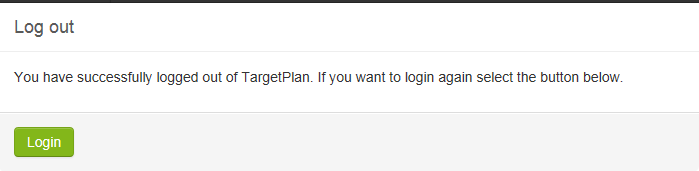 Log out
You have successfully logged out of TargetPlan. If you want to login again select the button below.
Login